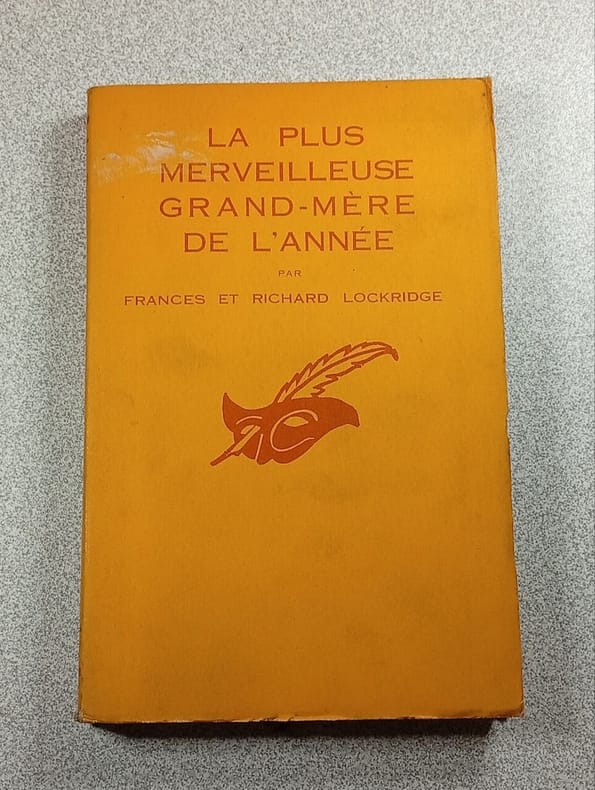 LA PLUS
MERVEILLEUSE
GRAND-MÈRE
DE L'ANNÉE
PAR
FRANCES ET RICHARD LOCKRIDGE